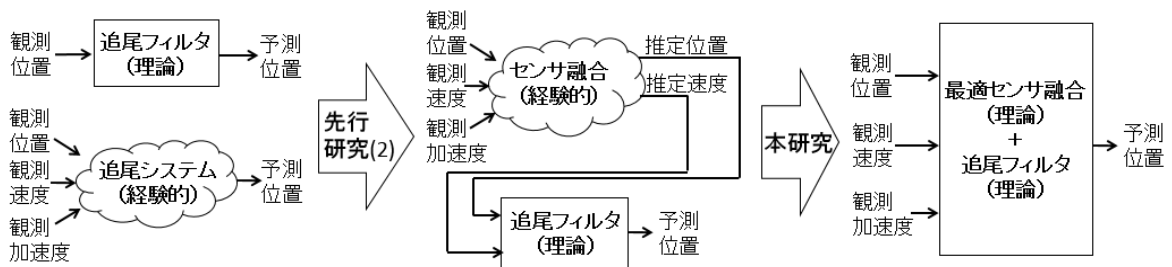 観測
位置
追尾フィルタ
(理論)
予測
位置
観測
位置
観測
速度
観測
加速度
追尾システム
(経験的)
予測
位置
先行
研究(2)
観測
位置
観測
速度
観測
加速度
センサ融合
(経験的)
推定位置
推定速度
追尾フィルタ
(理論)
予測
位置
本研究
観測
位置
観測
速度
観測
加速度
最適センサ融合
(理論)
+
追尾フィルタ
(理論)
予測
位置